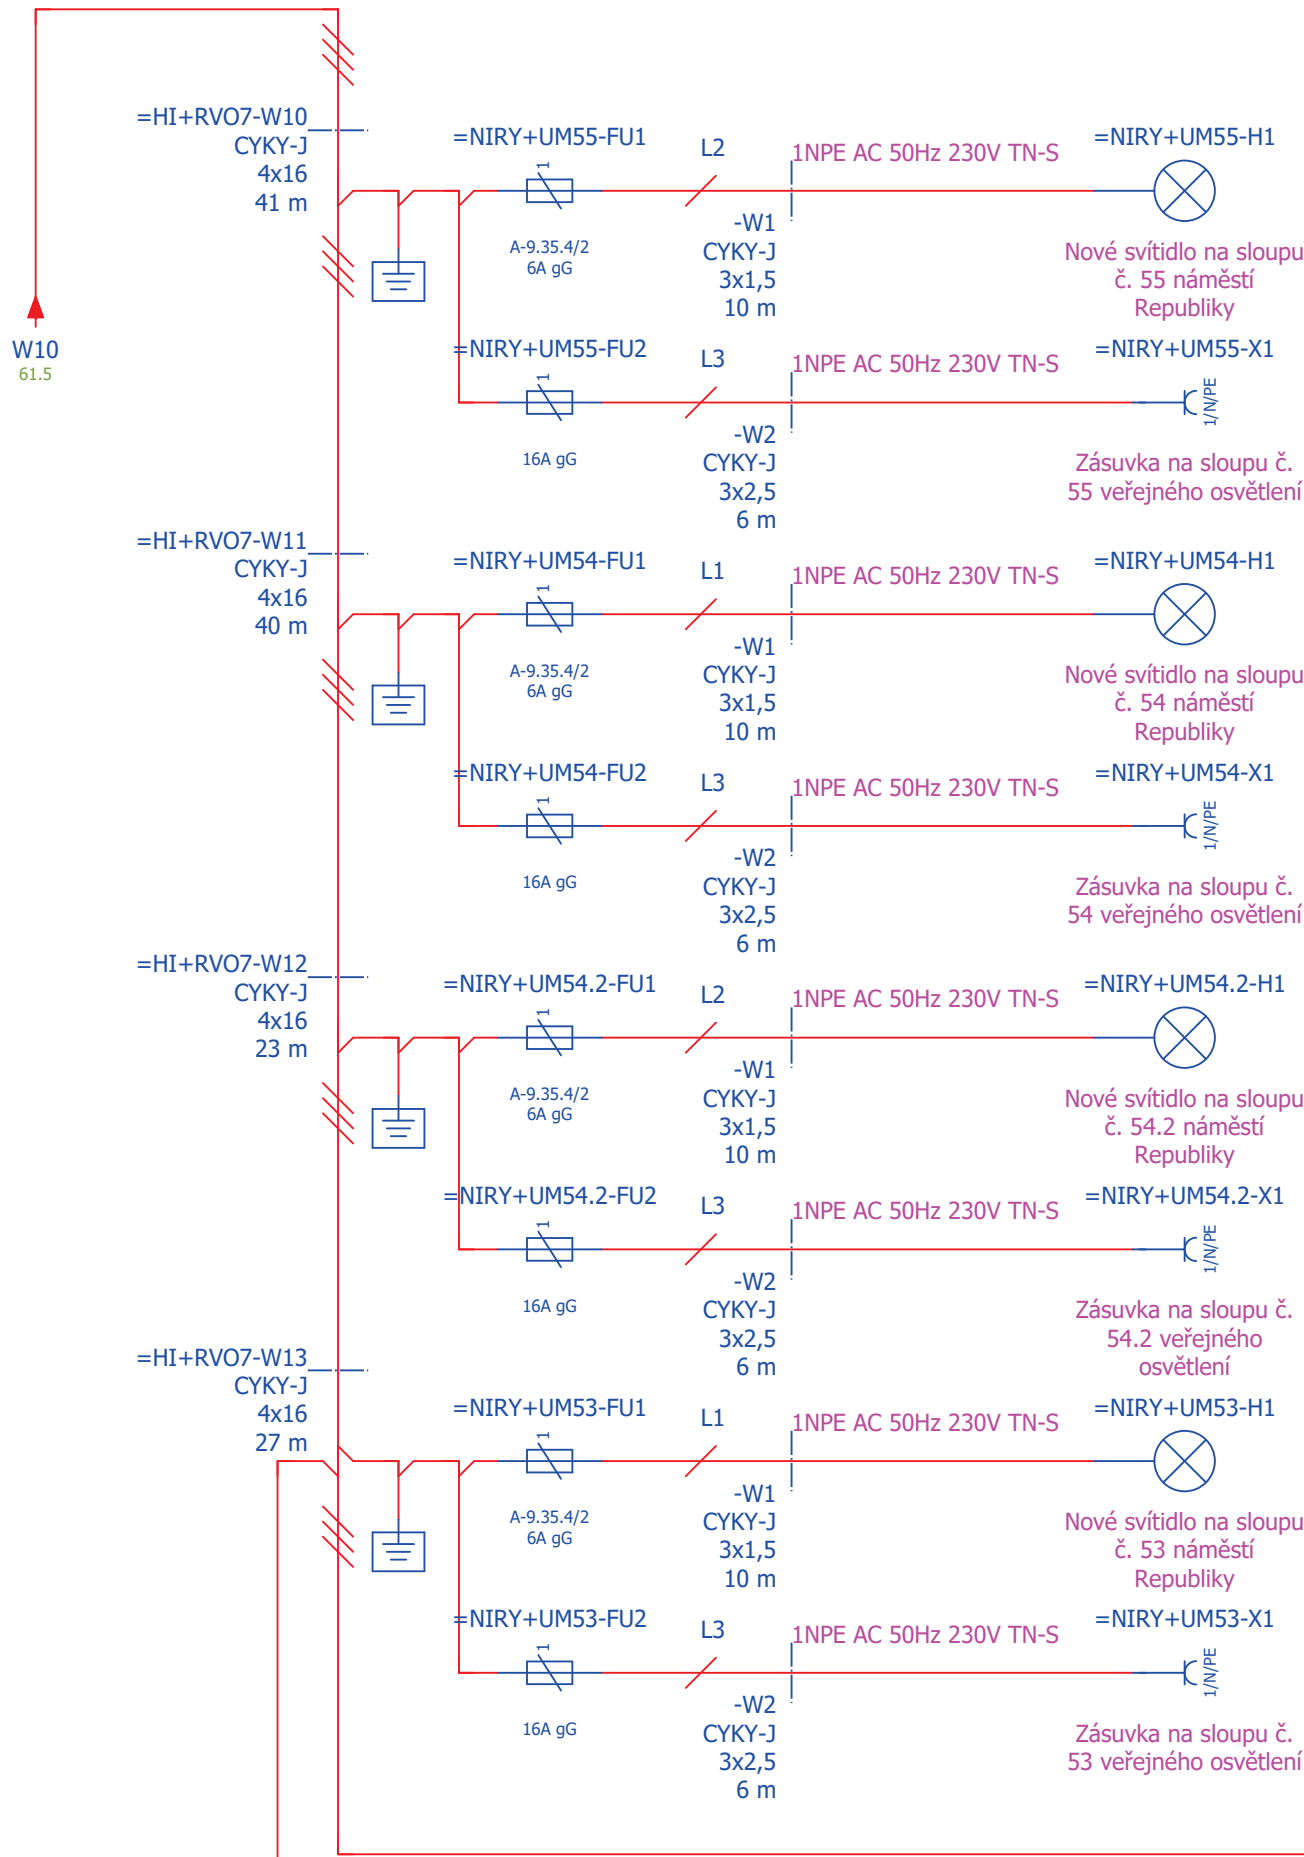 W10
61.5
=HI+RVO7-W10
CYKY-J
4x16
41 m
=NIRY+UM55-FU1
1
A-9.35.4/2
6A gG
L2
1NPE AC 50Hz 230V TN-S
-W1
CYKY-J
3x1,5
10 m
=NIRY+UM55-H1
Nové svítidlo na sloupu
č. 55 náměstí
Republiky
=NIRY+UM55-FU2
1
16A gG
L3
1NPE AC 50Hz 230V TN-S
-W2
CYKY-J
3x2,5
6 m
=NIRY+UM55-X1
1/N/PE
Zásuvka na sloupu č.
55 veřejného osvětlení
=HI+RVO7-W11
CYKY-J
4x16
40 m
=NIRY+UM54-FU1
1
A-9.35.4/2
6A gG
L1
1NPE AC 50Hz 230V TN-S
-W1
CYKY-J
3x1,5
10 m
=NIRY+UM54-H1
Nové svítidlo na sloupu
č. 54 náměstí
Republiky
=NIRY+UM54-FU2
1
16A gG
L3
1NPE AC 50Hz 230V TN-S
-W2
CYKY-J
3x2,5
6 m
=NIRY+UM54-X1
1/N/PE
Zásuvka na sloupu č.
54 veřejného osvětlení
=HI+RVO7-W12
CYKY-J
4x16
23 m
=NIRY+UM54.2-FU1
1
A-9.35.4/2
6A gG
L2
1NPE AC 50Hz 230V TN-S
-W1
CYKY-J
3x1,5
10 m
=NIRY+UM54.2-H1
Nové svítidlo na sloupu
č. 54.2 náměstí
Republiky
=NIRY+UM54.2-FU2
1
16A gG
L3
1NPE AC 50Hz 230V TN-S
-W2
CYKY-J
3x2,5
6 m
=NIRY+UM54.2-X1
1/N/PE
Zásuvka na sloupu č.
54.2 veřejného
osvětlení
=HI+RVO7-W13
CYKY-J
4x16
27 m
=NIRY+UM53-FU1
1
A-9.35.4/2
6A gG
L1
1NPE AC 50Hz 230V TN-S
-W1
CYKY-J
3x1,5
10 m
=NIRY+UM53-H1
Nové svítidlo na sloupu
č. 53 náměstí
Republiky
=NIRY+UM53-FU2
1
16A gG
L3
1NPE AC 50Hz 230V TN-S
-W2
CYKY-J
3x2,5
6 m
=NIRY+UM53-X1
1/N/PE
Zásuvka na sloupu č.
53 veřejného osvětlení